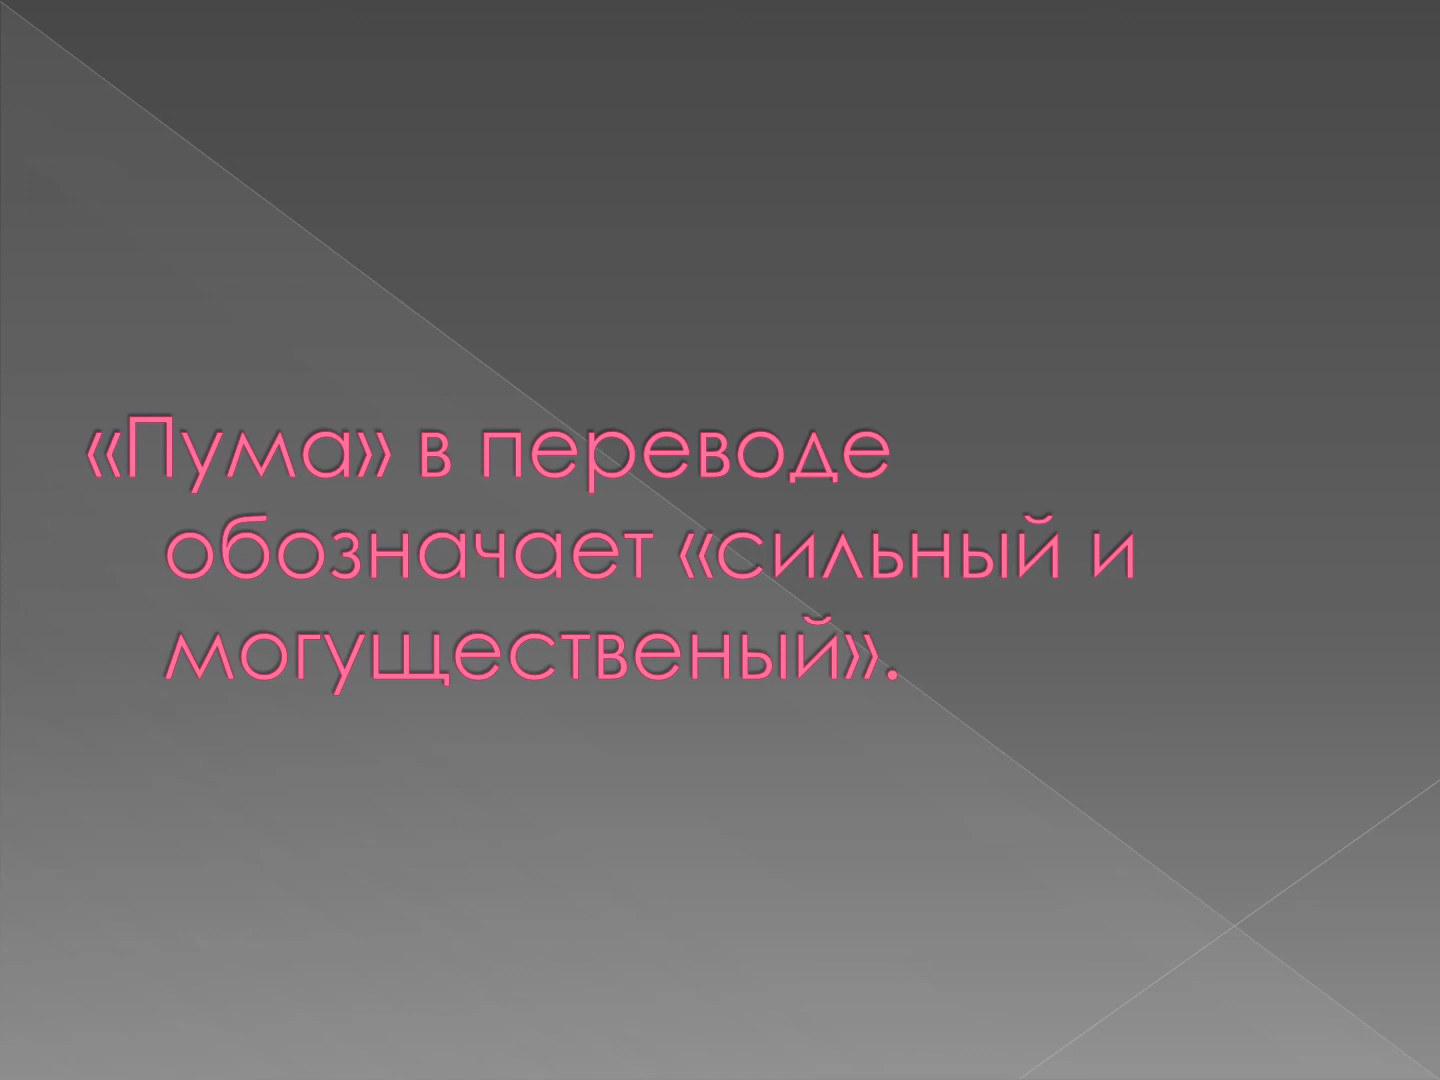 «Пума» в переводе
обозначает «сильный и
могущественый».